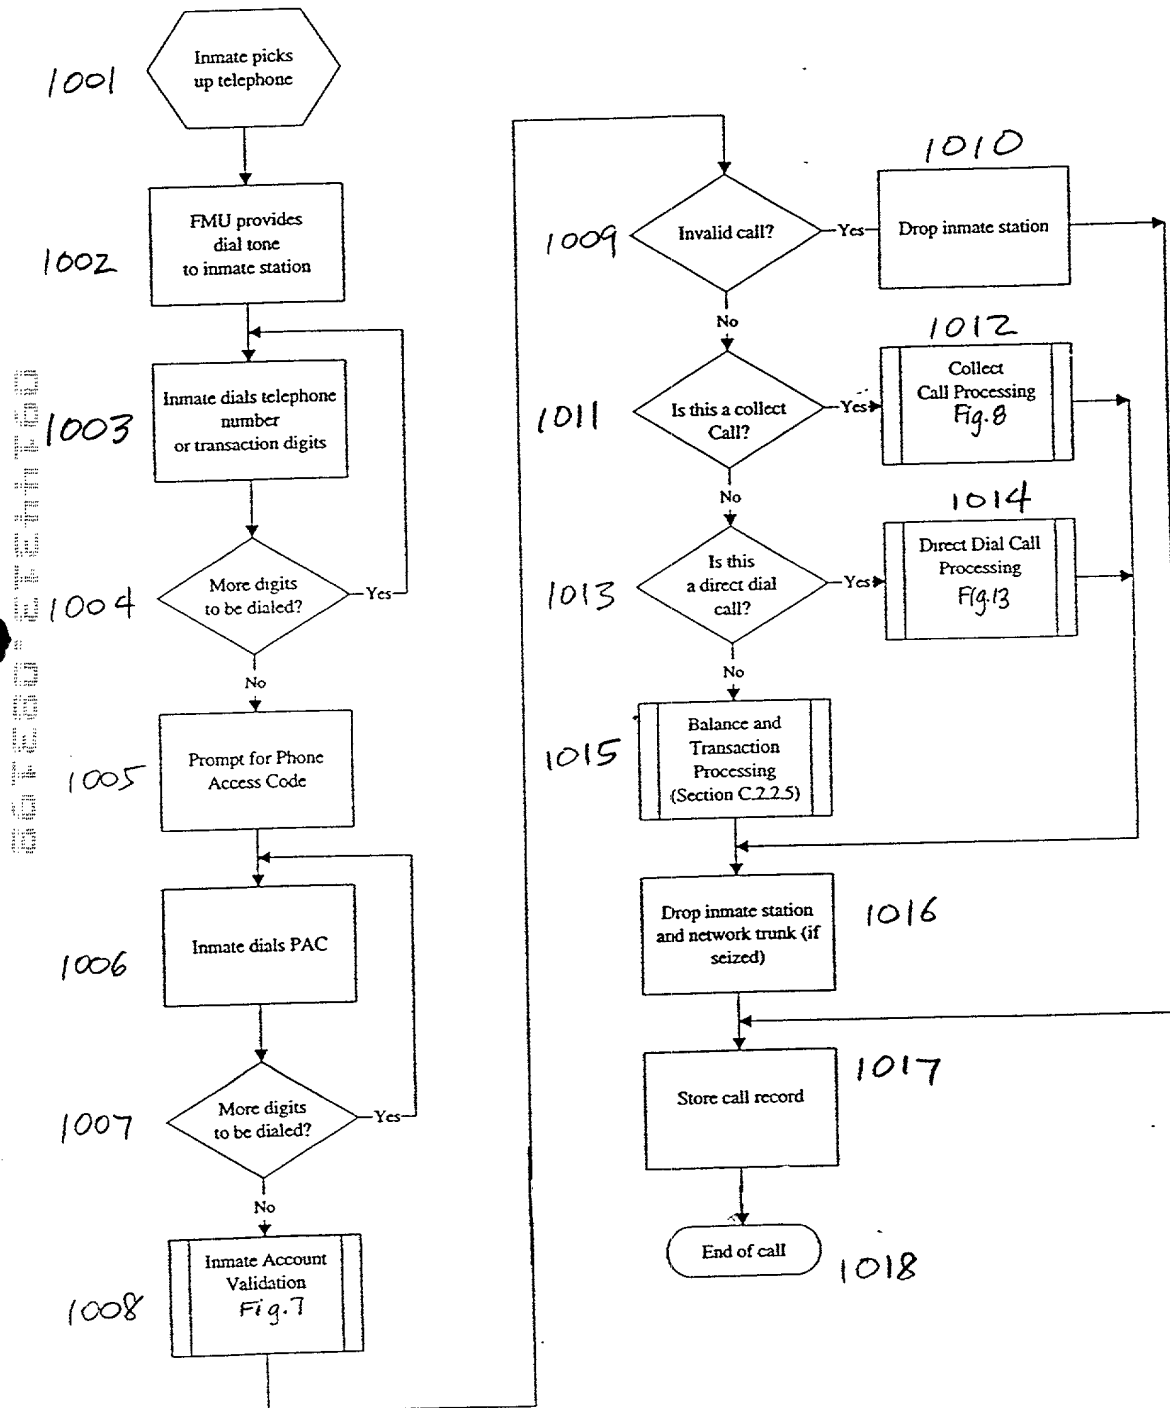 1001
Inmate picks
up telephone
1002
FMU provides
dial tone
to inmate station
1003
Inmate dials telephone
number
or transaction digits
1004
More digits
to be dialed?
Yes
No
1005
Prompt for Phone
Access Code
1006
Inmate dials PAC
1007
More digits
to be dialed?
Yes
No
1008
Inmate Account
Validation
Fig.7
1009
Invalid call?
Yes
1010
Drop inmate station
No
1011
Is this a collect
Call?
Yes
1012
Collect
Call Processing
Fig.8
No
1013
Is this
a direct dial
call?
Yes
1014
Direct Dial Call
Processing
Fig.13
No
1015
Balance and
Transaction
Processing
(Section C.2.2.5)
Drop inmate station
and network trunk (if
seized)
1016
Store call record
1017
End of call
1018